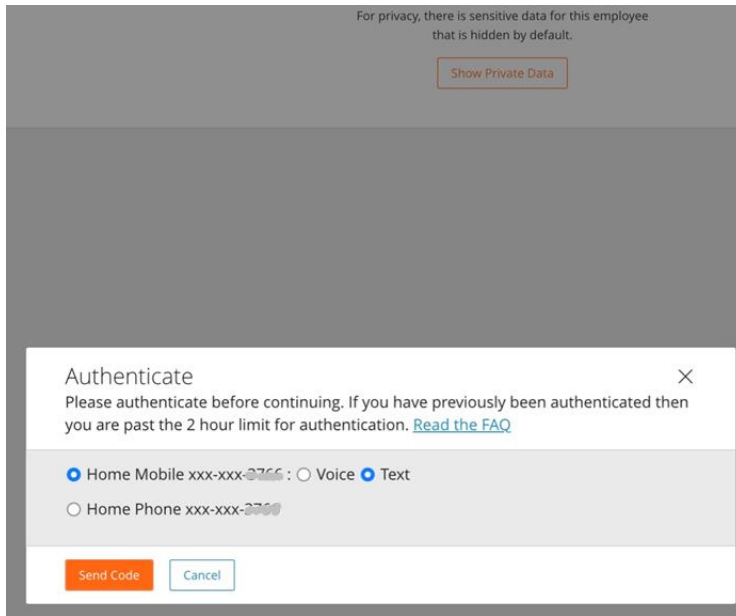 For privacy, there is sensitive data for this employee
that is hidden by default.
Show Private Data
Authenticate
Please authenticate before continuing. If you have previously been authenticated then
you are past the 2 hour limit for authentication. Read the FAQ
Home Mobile xxx-xxx- : Voice Text
Home Phone xxx-xxx-
Send Code Cancel